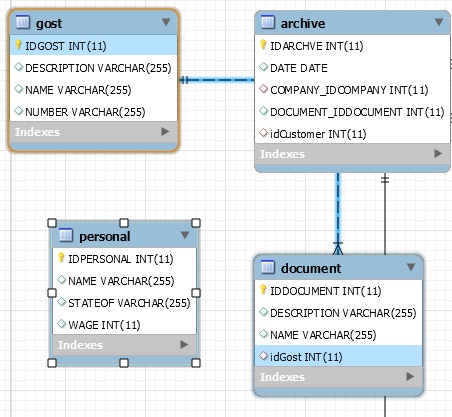 gost
IDGOST INT(11)
DESCRIPTION VARCHAR(255)
NAME VARCHAR(255)
NUMBER VARCHAR(255)
Indexes
archive
IDARCHVE INT(11)
DATE DATE
COMPANY_IDCOMPANY INT(11)
DOCUMENT_IDDOCUMENT INT(11)
idCustomer INT(11)
Indexes
personal
IDPERSONAL INT(11)
NAME VARCHAR(255)
STATEOF VARCHAR(255)
WAGE INT(11)
Indexes
document
IDDOCUMENT INT(11)
DESCRIPTION VARCHAR(255)
NAME VARCHAR(255)
idGost INT(11)
Indexes